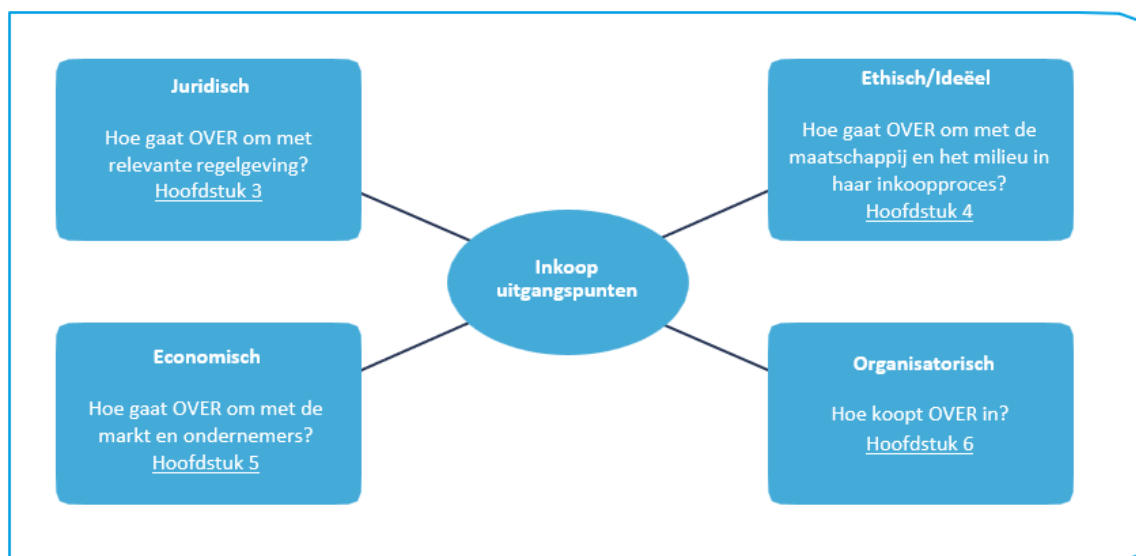 Juridisch
Hoe gaat OVER om met
relevante regelgeving?
Hoofdstuk 3
Ethisch/Ideëel
Hoe gaat OVER om met de
maatschappij en het milieu in
haar inkoopproces?
Hoofdstuk 4
Inkoop
uitgangspunten
Economisch
Hoe gaat OVER om met de
markt en ondernemers?
Hoofdstuk 5
Organisatorisch
Hoe koopt OVER in?
Hoofdstuk 6